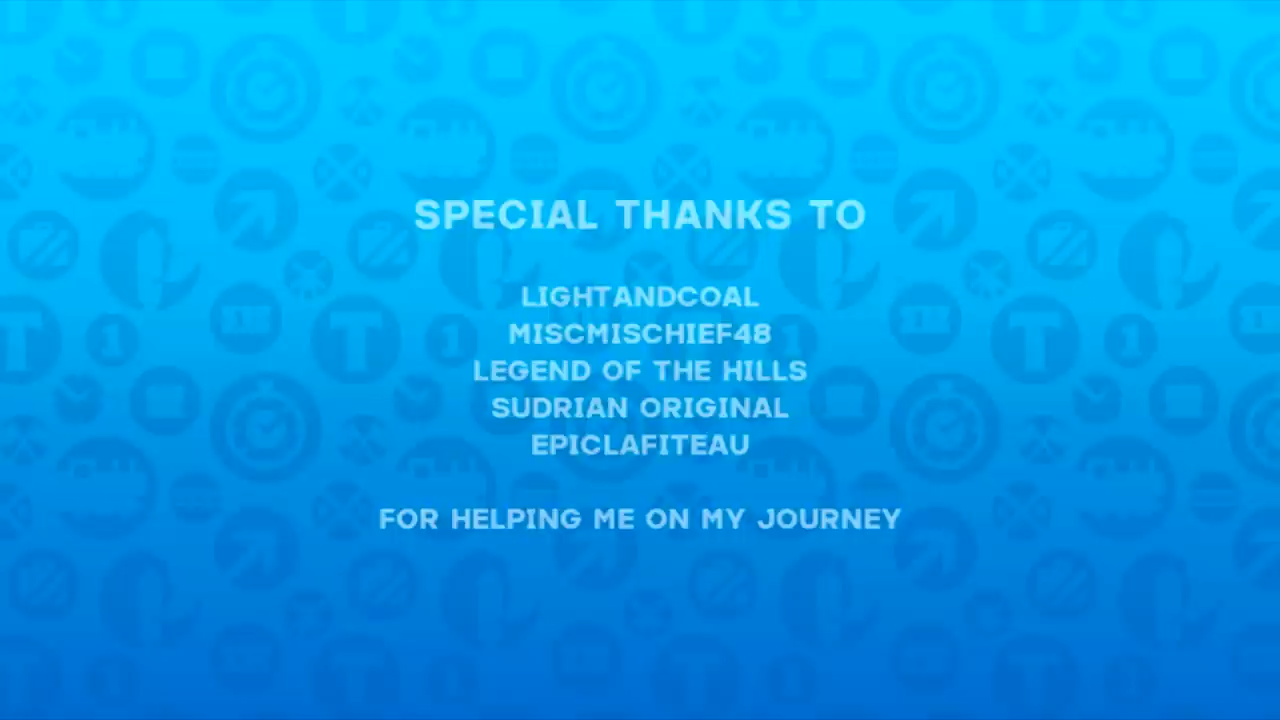 SPECIAL THANKS TO
LIGHTANDCOAL
MISCMISCHIEF48
LEGEND OF THE HILLS
SUDRIAN ORIGINAL
EPICLAFITEAU
FOR HELPING ME ON MY JOURNEY